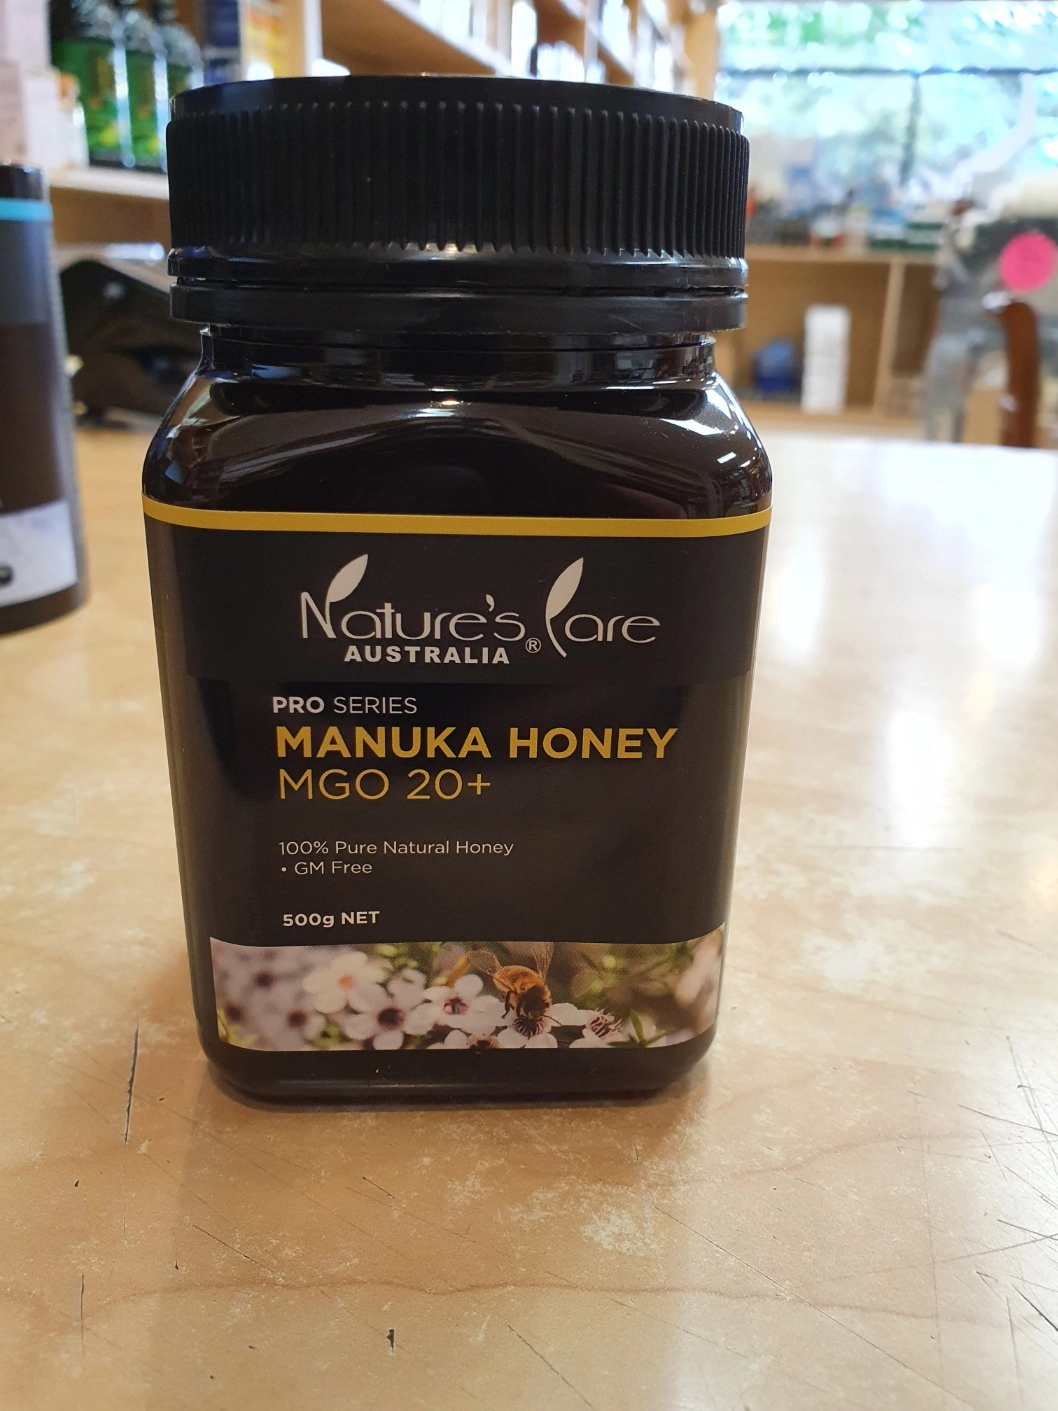 Nature's Care®
AUSTRALIA
PRO SERIES
MANUKA HONEY
MGO 20+
100% Pure Natural Honey
• GM Free
500g NET